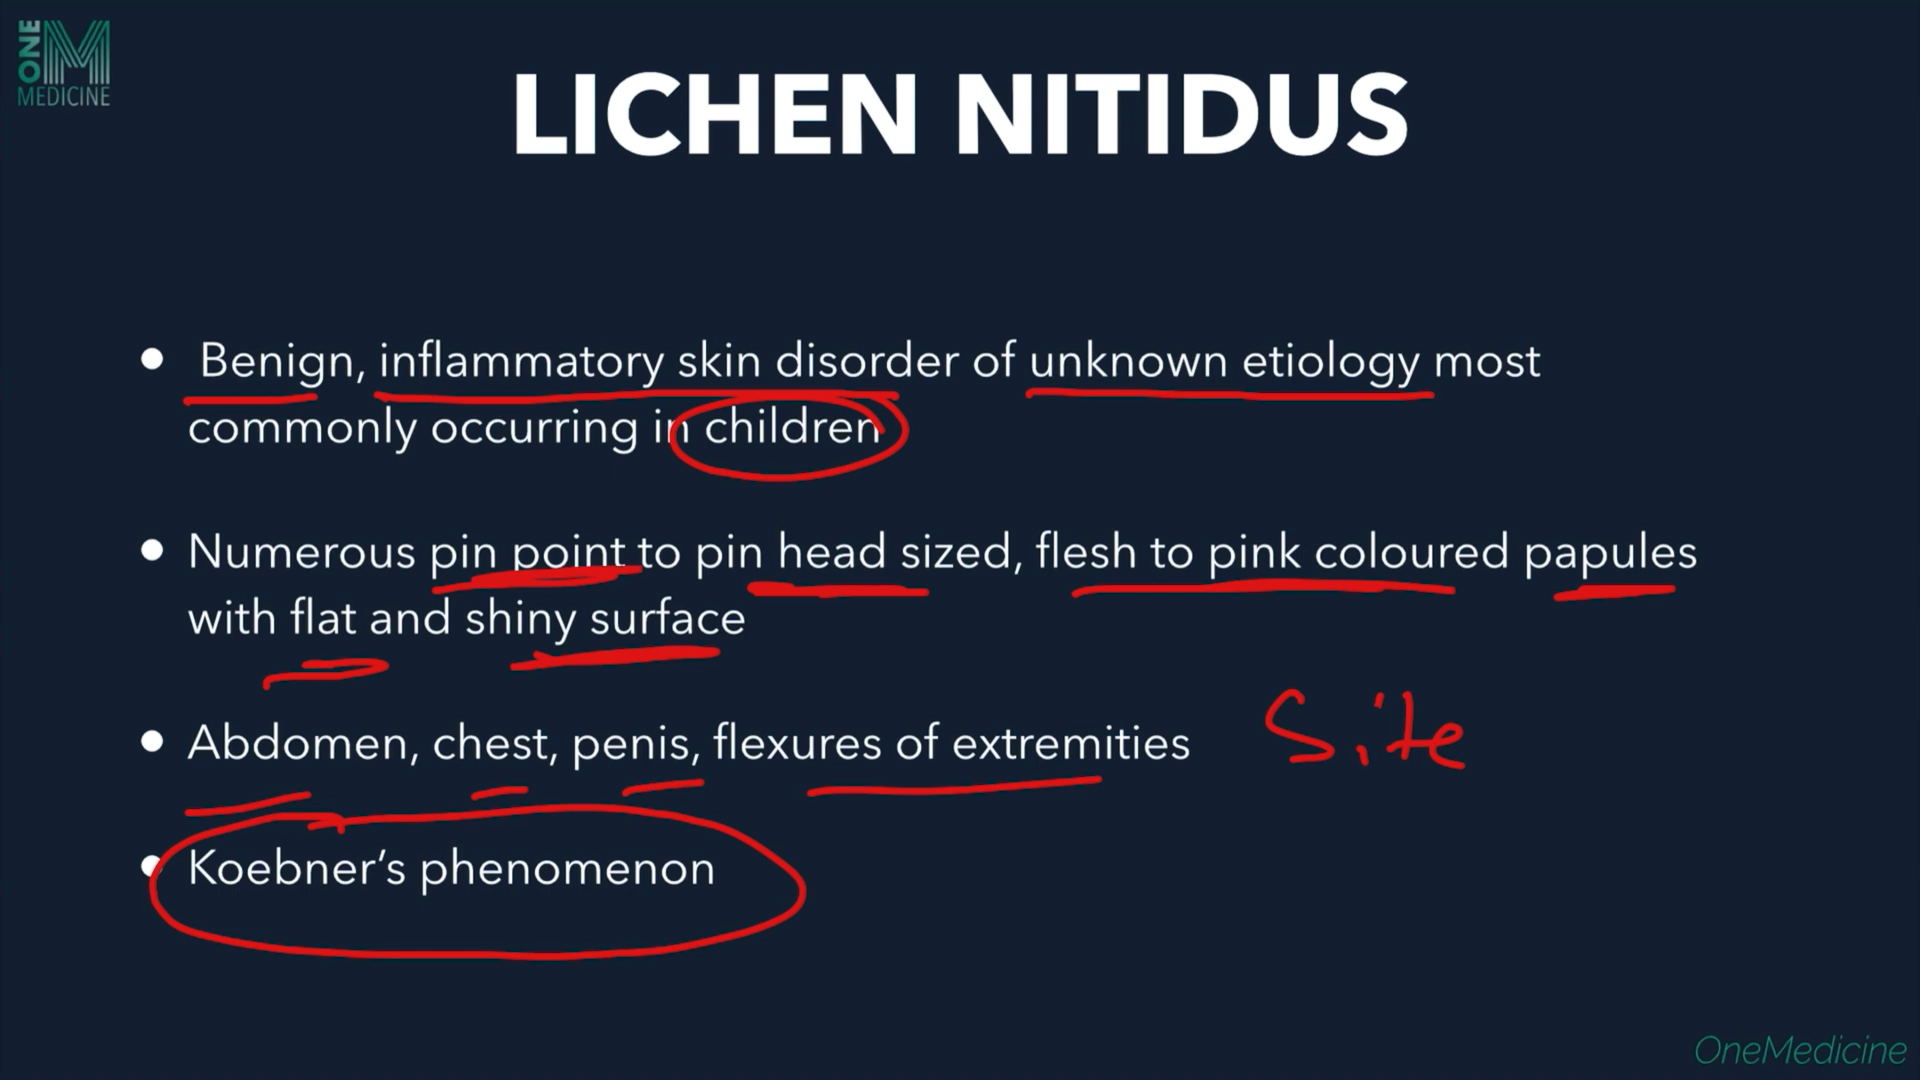 ONE
MEDICINE
LICHEN NITIDUS
• Benign, inflammatory skin disorder of unknown etiology most
commonly occurring in children
• Numerous pin point to pin head sized, flesh to pink coloured papules
with flat and shiny surface
• Abdomen, chest, penis, flexures of extremities Site
• Koebner’s phenomenon
OneMedicine